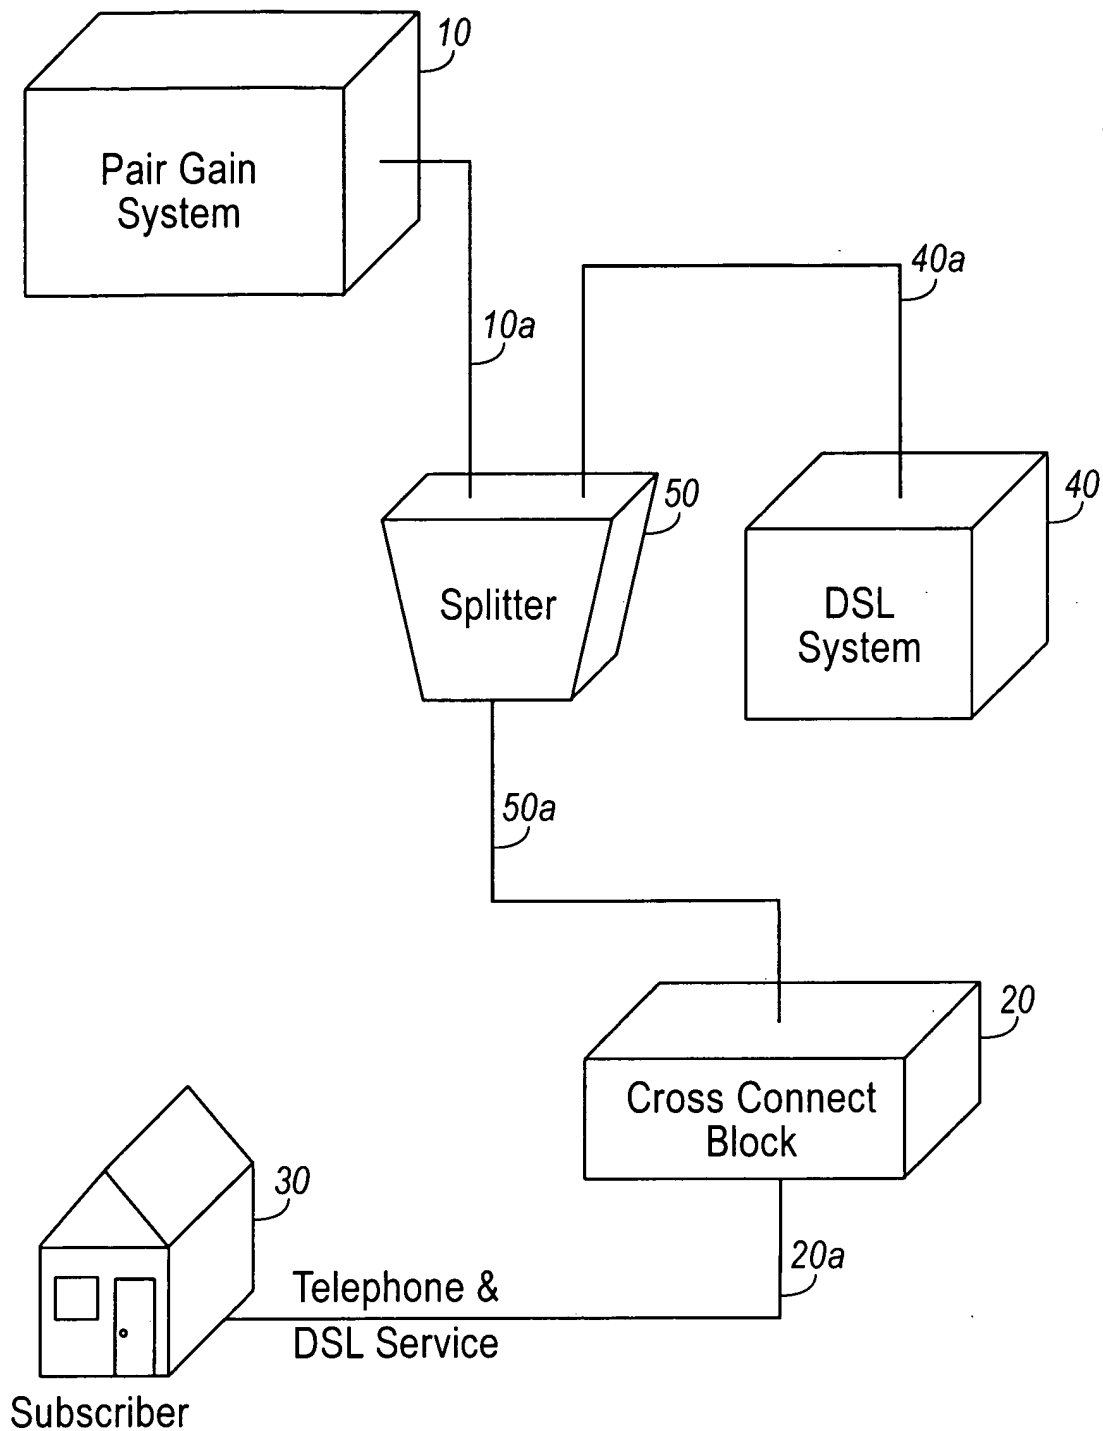 10
Pair Gain
System
40a
10a
50
40
Splitter
DSL
System
50a
20
Cross Connect
Block
30
20a
Telephone &
DSL Service
Subscriber